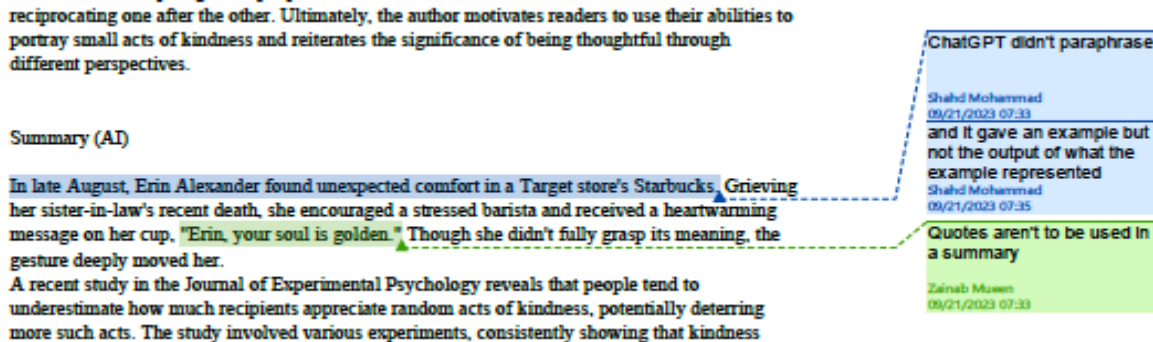 reciprocating one after the other. Ultimately, the author motivates readers to use their abilities to
portray small acts of kindness and reiterates the significance of being thoughtful through
different perspectives.
Summary (AI)
In late August, Erin Alexander found unexpected comfort in a Target store's Starbucks. Grieving
her sister-in-law's recent death, she encouraged a stressed barista and received a heartwarming
message on her cup, "Erin, your soul is golden." Though she didn't fully grasp its meaning, the
gesture deeply moved her.
A recent study in the Journal of Experimental Psychology reveals that people tend to
underestimate how much recipients appreciate random acts of kindness, potentially deterring
more such acts. The study involved various experiments, consistently showing that kindness
ChatGPT didn't paraphrase
Shahd Mohammad
09/21/2023 07:33
and it gave an example but
not the output of what the
example represented
Shahd Mohammad
09/21/2023 07:35
Quotes aren't to be used in
a summary
Zainab Mueen
09/21/2023 07:33